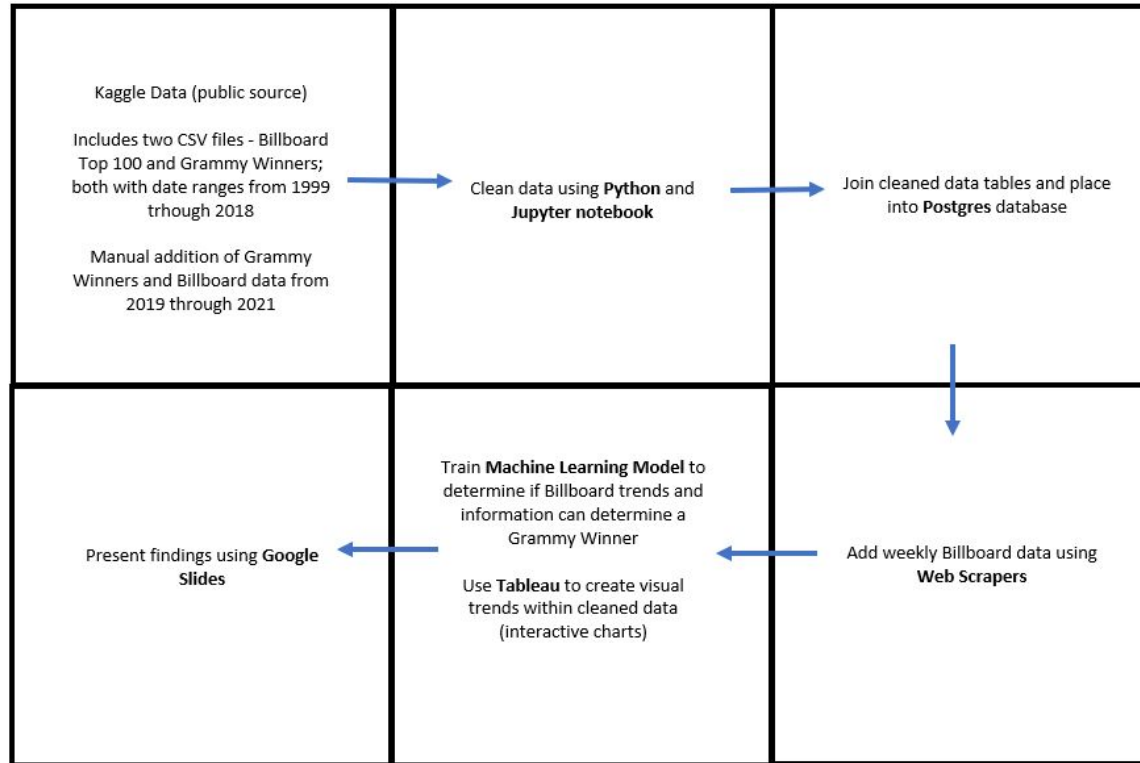 Kaggle Data (public source)
Includes two CSV files - Billboard
Top 100 and Grammy Winners;
both with date ranges from 1999
trhough 2018
Manual addition of Grammy
Winners and Billboard data from
2019 through 2021
Clean data using Python and
Jupyter notebook
Join cleaned data tables and place
into Postgres database
Add weekly Billboard data using
Web Scrapers
Train Machine Learning Model to
determine if Billboard trends and
information can determine a
Grammy Winner
Use Tableau to create visual
trends within cleaned data
(interactive charts)
Present findings using Google
Slides